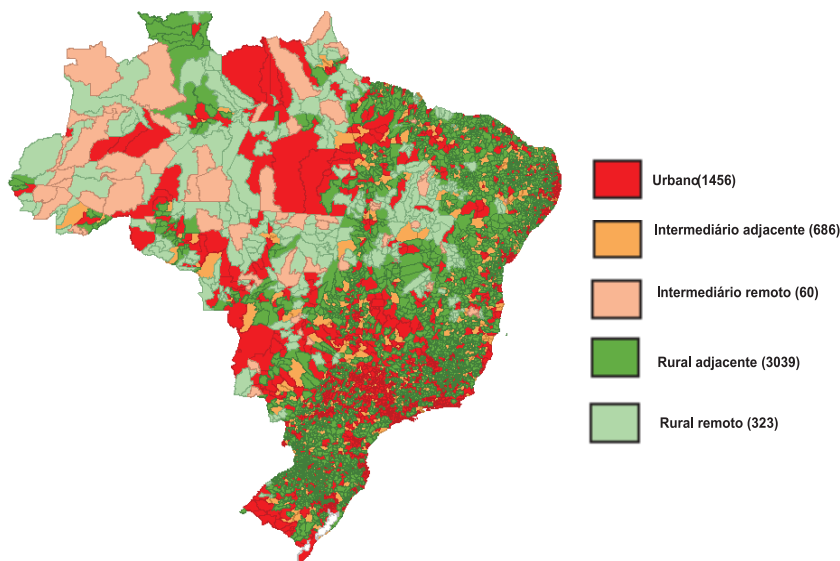 Urbano(1456)
Intermediário adjacente (686)
Intermediário remoto (60)
Rural adjacente (3039)
Rural remoto (323)